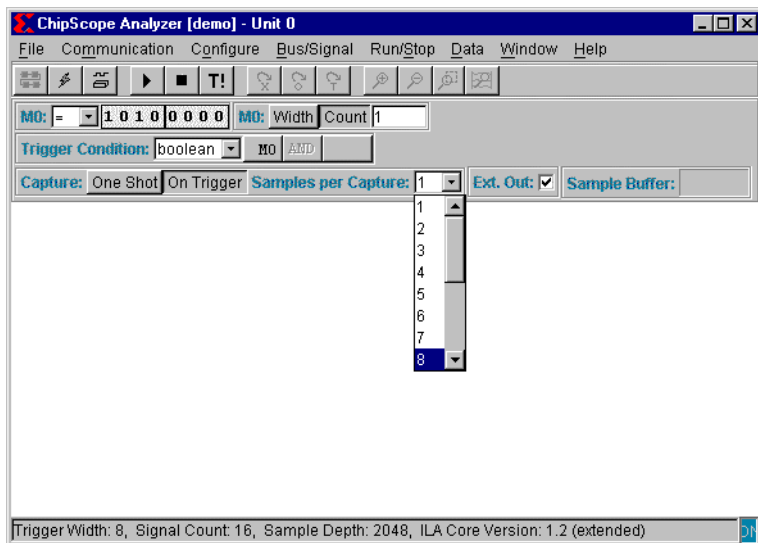 ChipScope Analyzer [demo] - Unit 0
File Communication Configure Bus/Signal Run/Stop Data Window Help
T! X O T
M0: = 1 0 1 0 0 0 0 0 M0: Width Count 1
Trigger Condition: boolean M0 AND
Capture: One Shot On Trigger Samples per Capture: 1 Ext. Out: Sample Buffer:
1
2
3
4
5
6
7
8
Trigger Width: 8, Signal Count: 16, Sample Depth: 2048, ILA Core Version: 1.2 (extended) ON